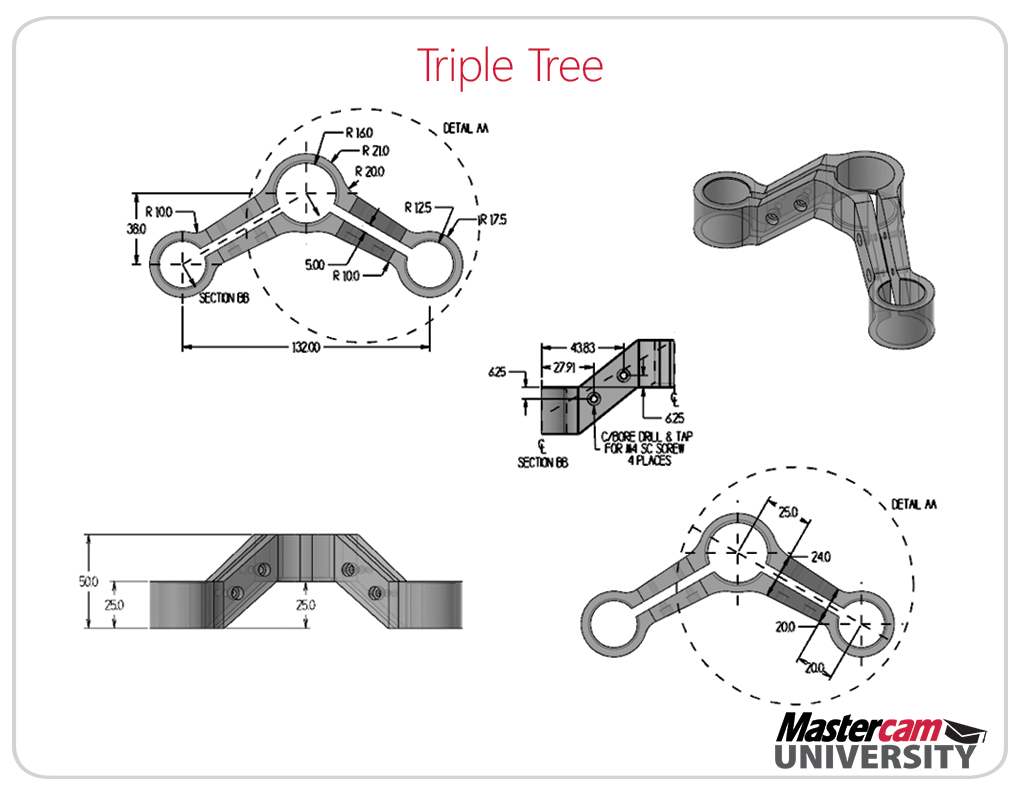 Triple Tree
DETAIL AA
R 16.0
R 21.0
R 20.0
R 10.0
38.0
R 12.5
R 17.5
5.00
R 10.0
SECTION BB
132.00
43.83
27.91
6.25
6.25
C/BORE DRILL & TAP
FOR M4 SC SCREW
4 PLACES
℄
℄
SECTION BB
50.0
25.0
25.0
DETAIL AA
25.0
24.0
20.0
20.0
Mastercam
UNIVERSITY